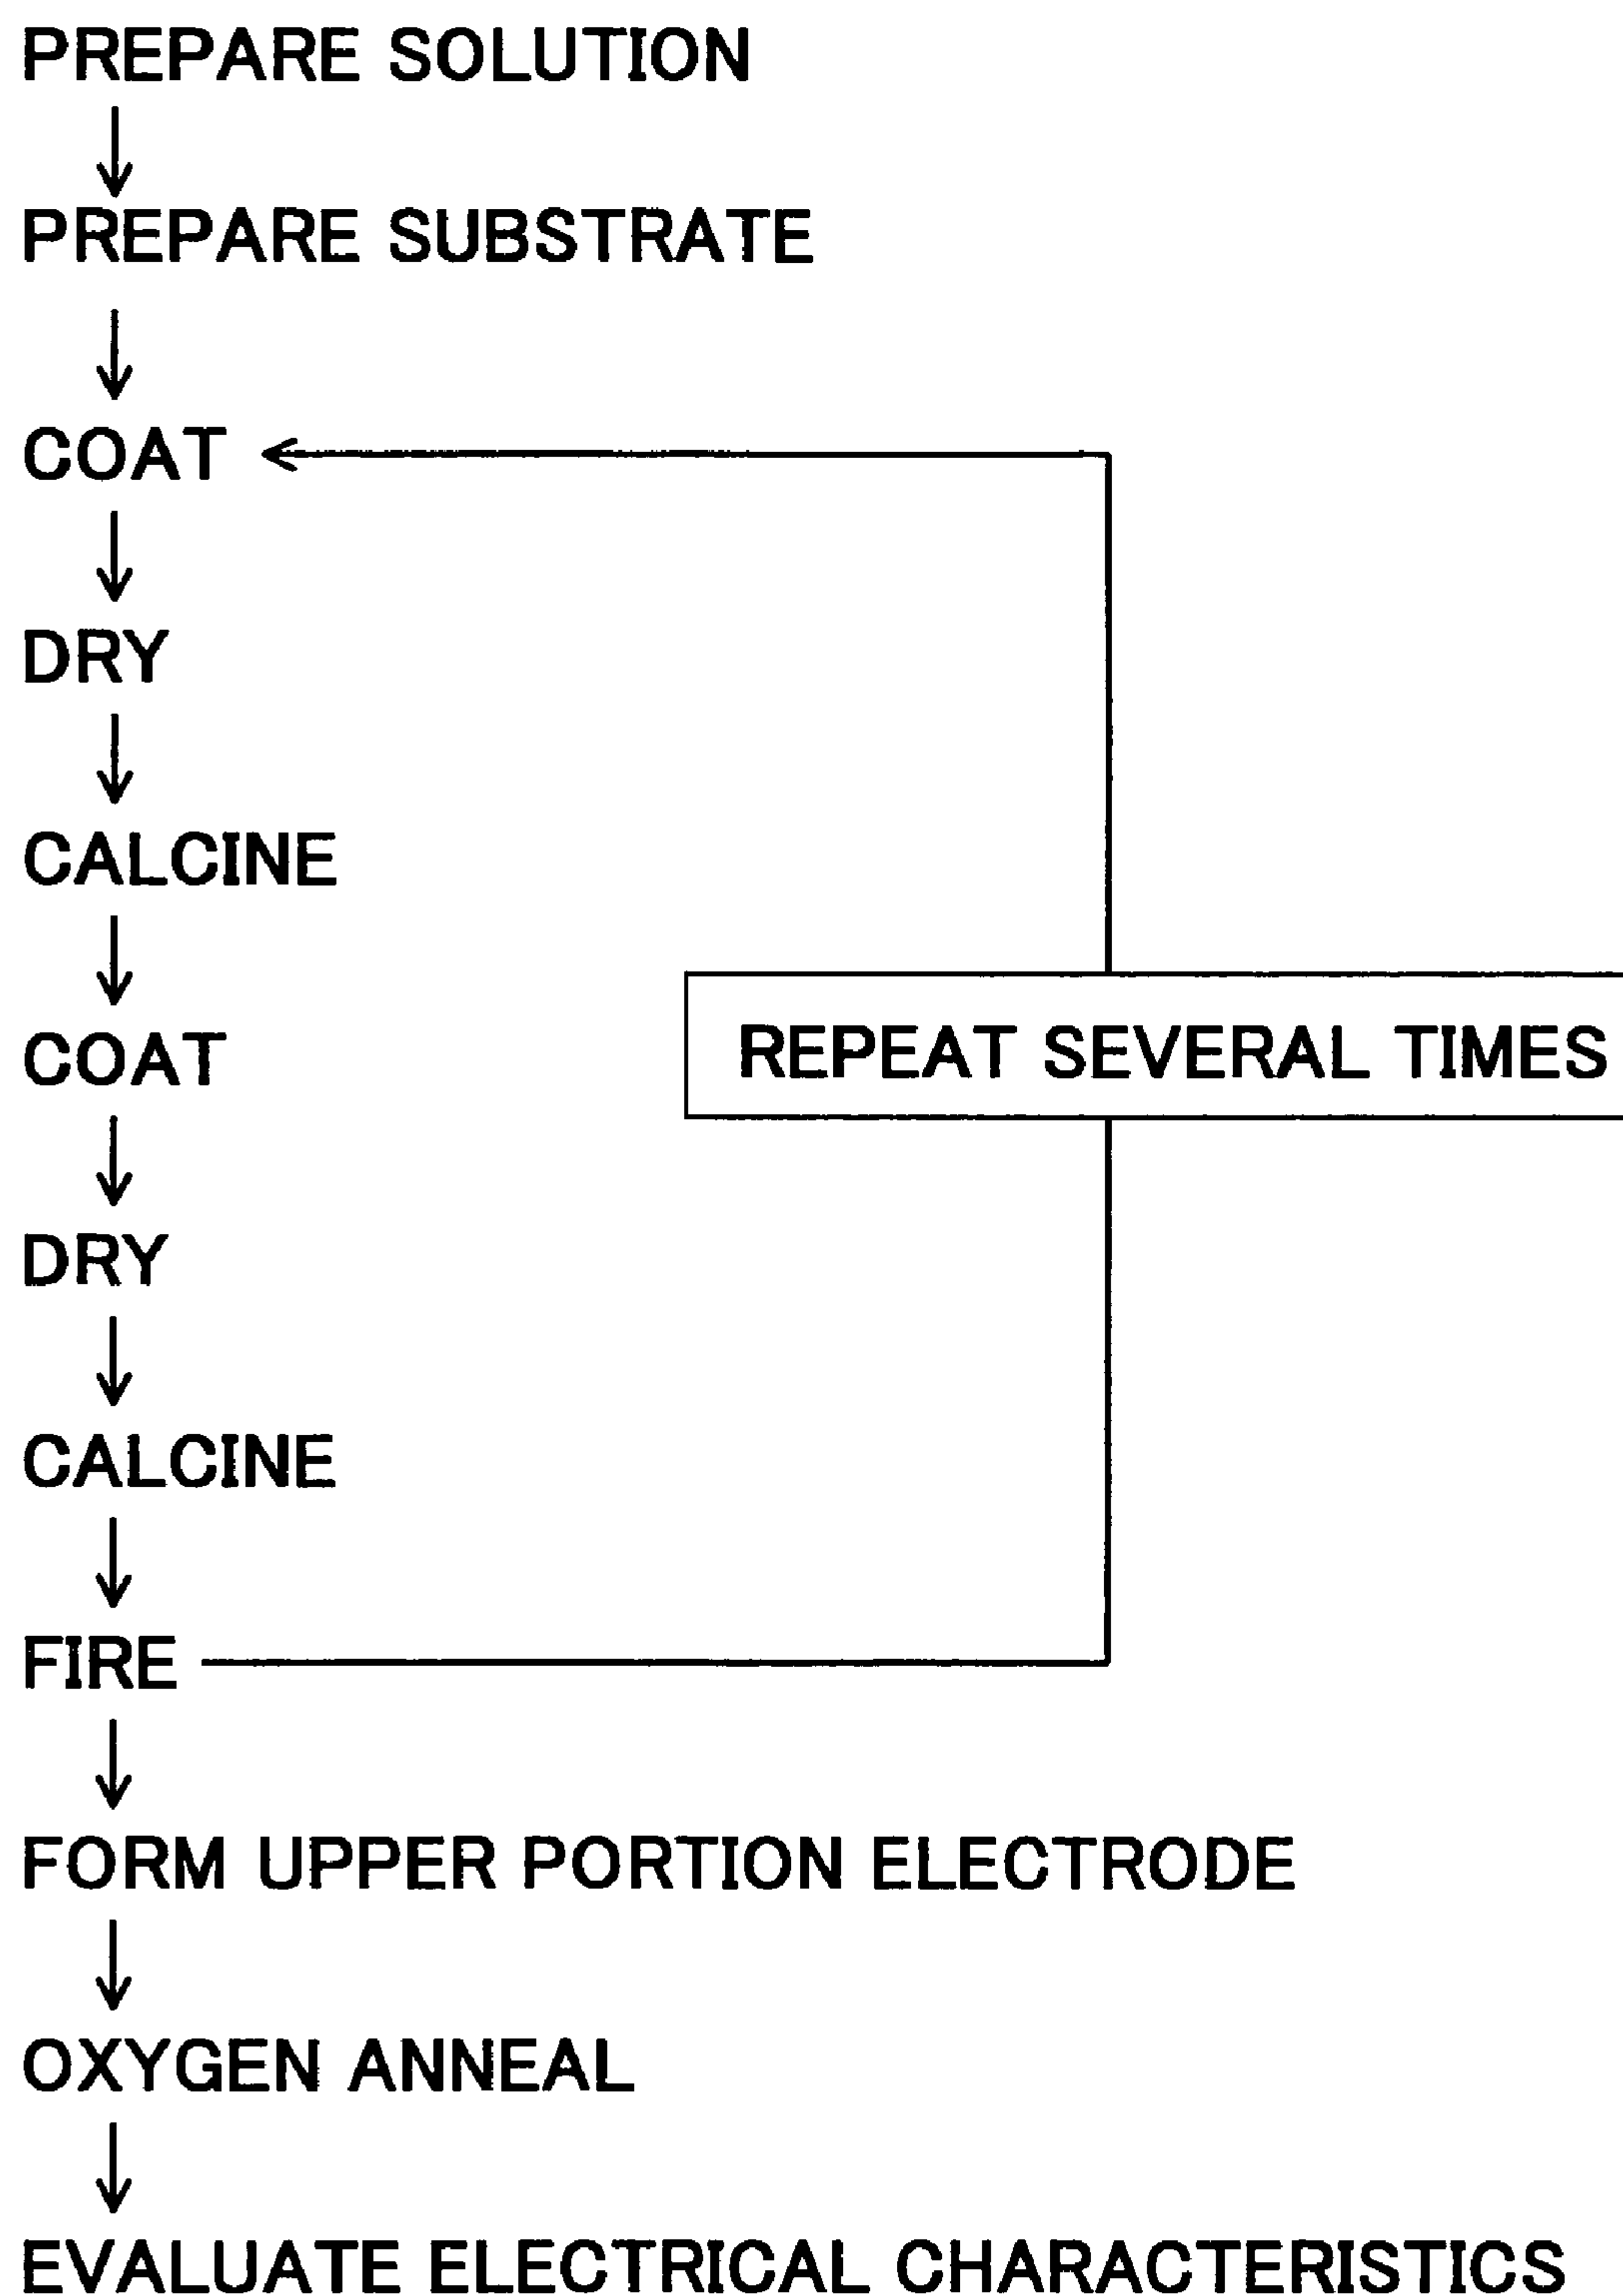 PREPARE SOLUTION
PREPARE SUBSTRATE
COAT
DRY
CALCINE
COAT
REPEAT SEVERAL TIMES
DRY
CALCINE
FIRE
FORM UPPER PORTION ELECTRODE
OXYGEN ANNEAL
EVALUATE ELECTRICAL CHARACTERISTICS